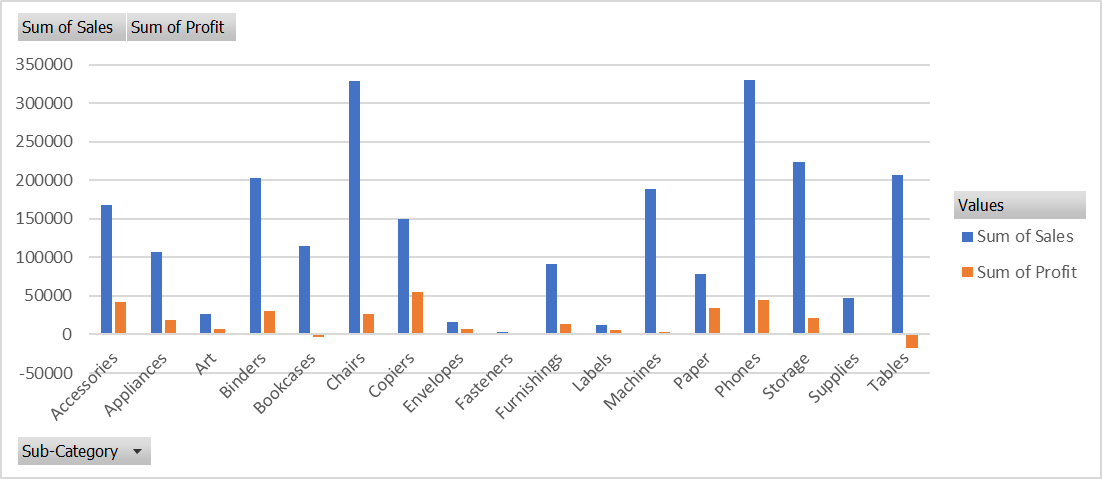 Sum of Sales Sum of Profit
350000
300000
250000
200000
150000
100000
50000
0
-50000
Accessories
Appliances
Art
Binders
Bookcases
Chairs
Copiers
Envelopes
Fasteners
Furnishings
Labels
Machines
Paper
Phones
Storage
Supplies
Tables
Values
Sum of Sales
Sum of Profit
Sub-Category